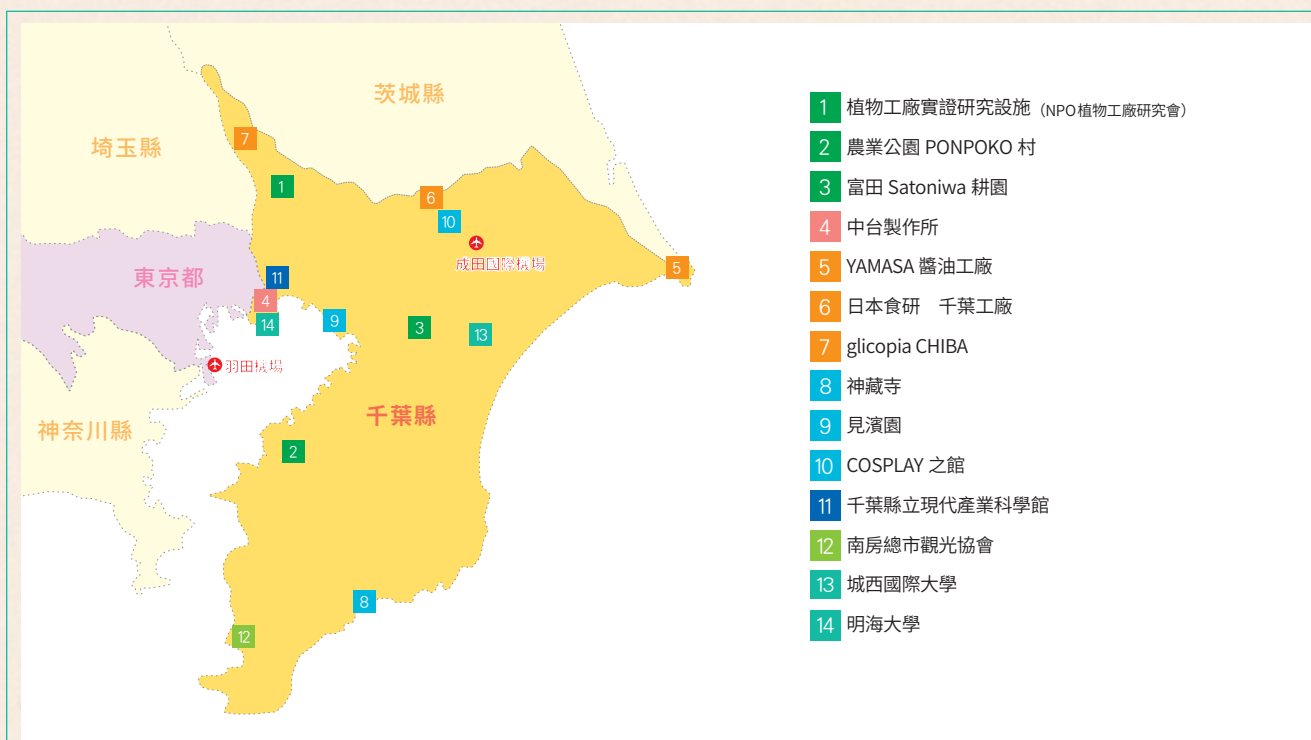 茨城縣
埼玉縣
7
1
6
10
成田國際機場
5
東京都
11
4
14
9
3
13
羽田機場
千葉縣
神奈川縣
2
8
12
1 植物工廠實證研究設施（NPO植物工廠研究會）
2 農業公園 PONPOKO 村
3 富田 Satoniwa 耕園
4 中台製作所
5 YAMASA 醬油工廠
6 日本食研　千葉工廠
7 glicopia CHIBA
8 神藏寺
9 見濱園
10 COSPLAY 之館
11 千葉縣立現代產業科學館
12 南房總市觀光協會
13 城西國際大學
14 明海大學